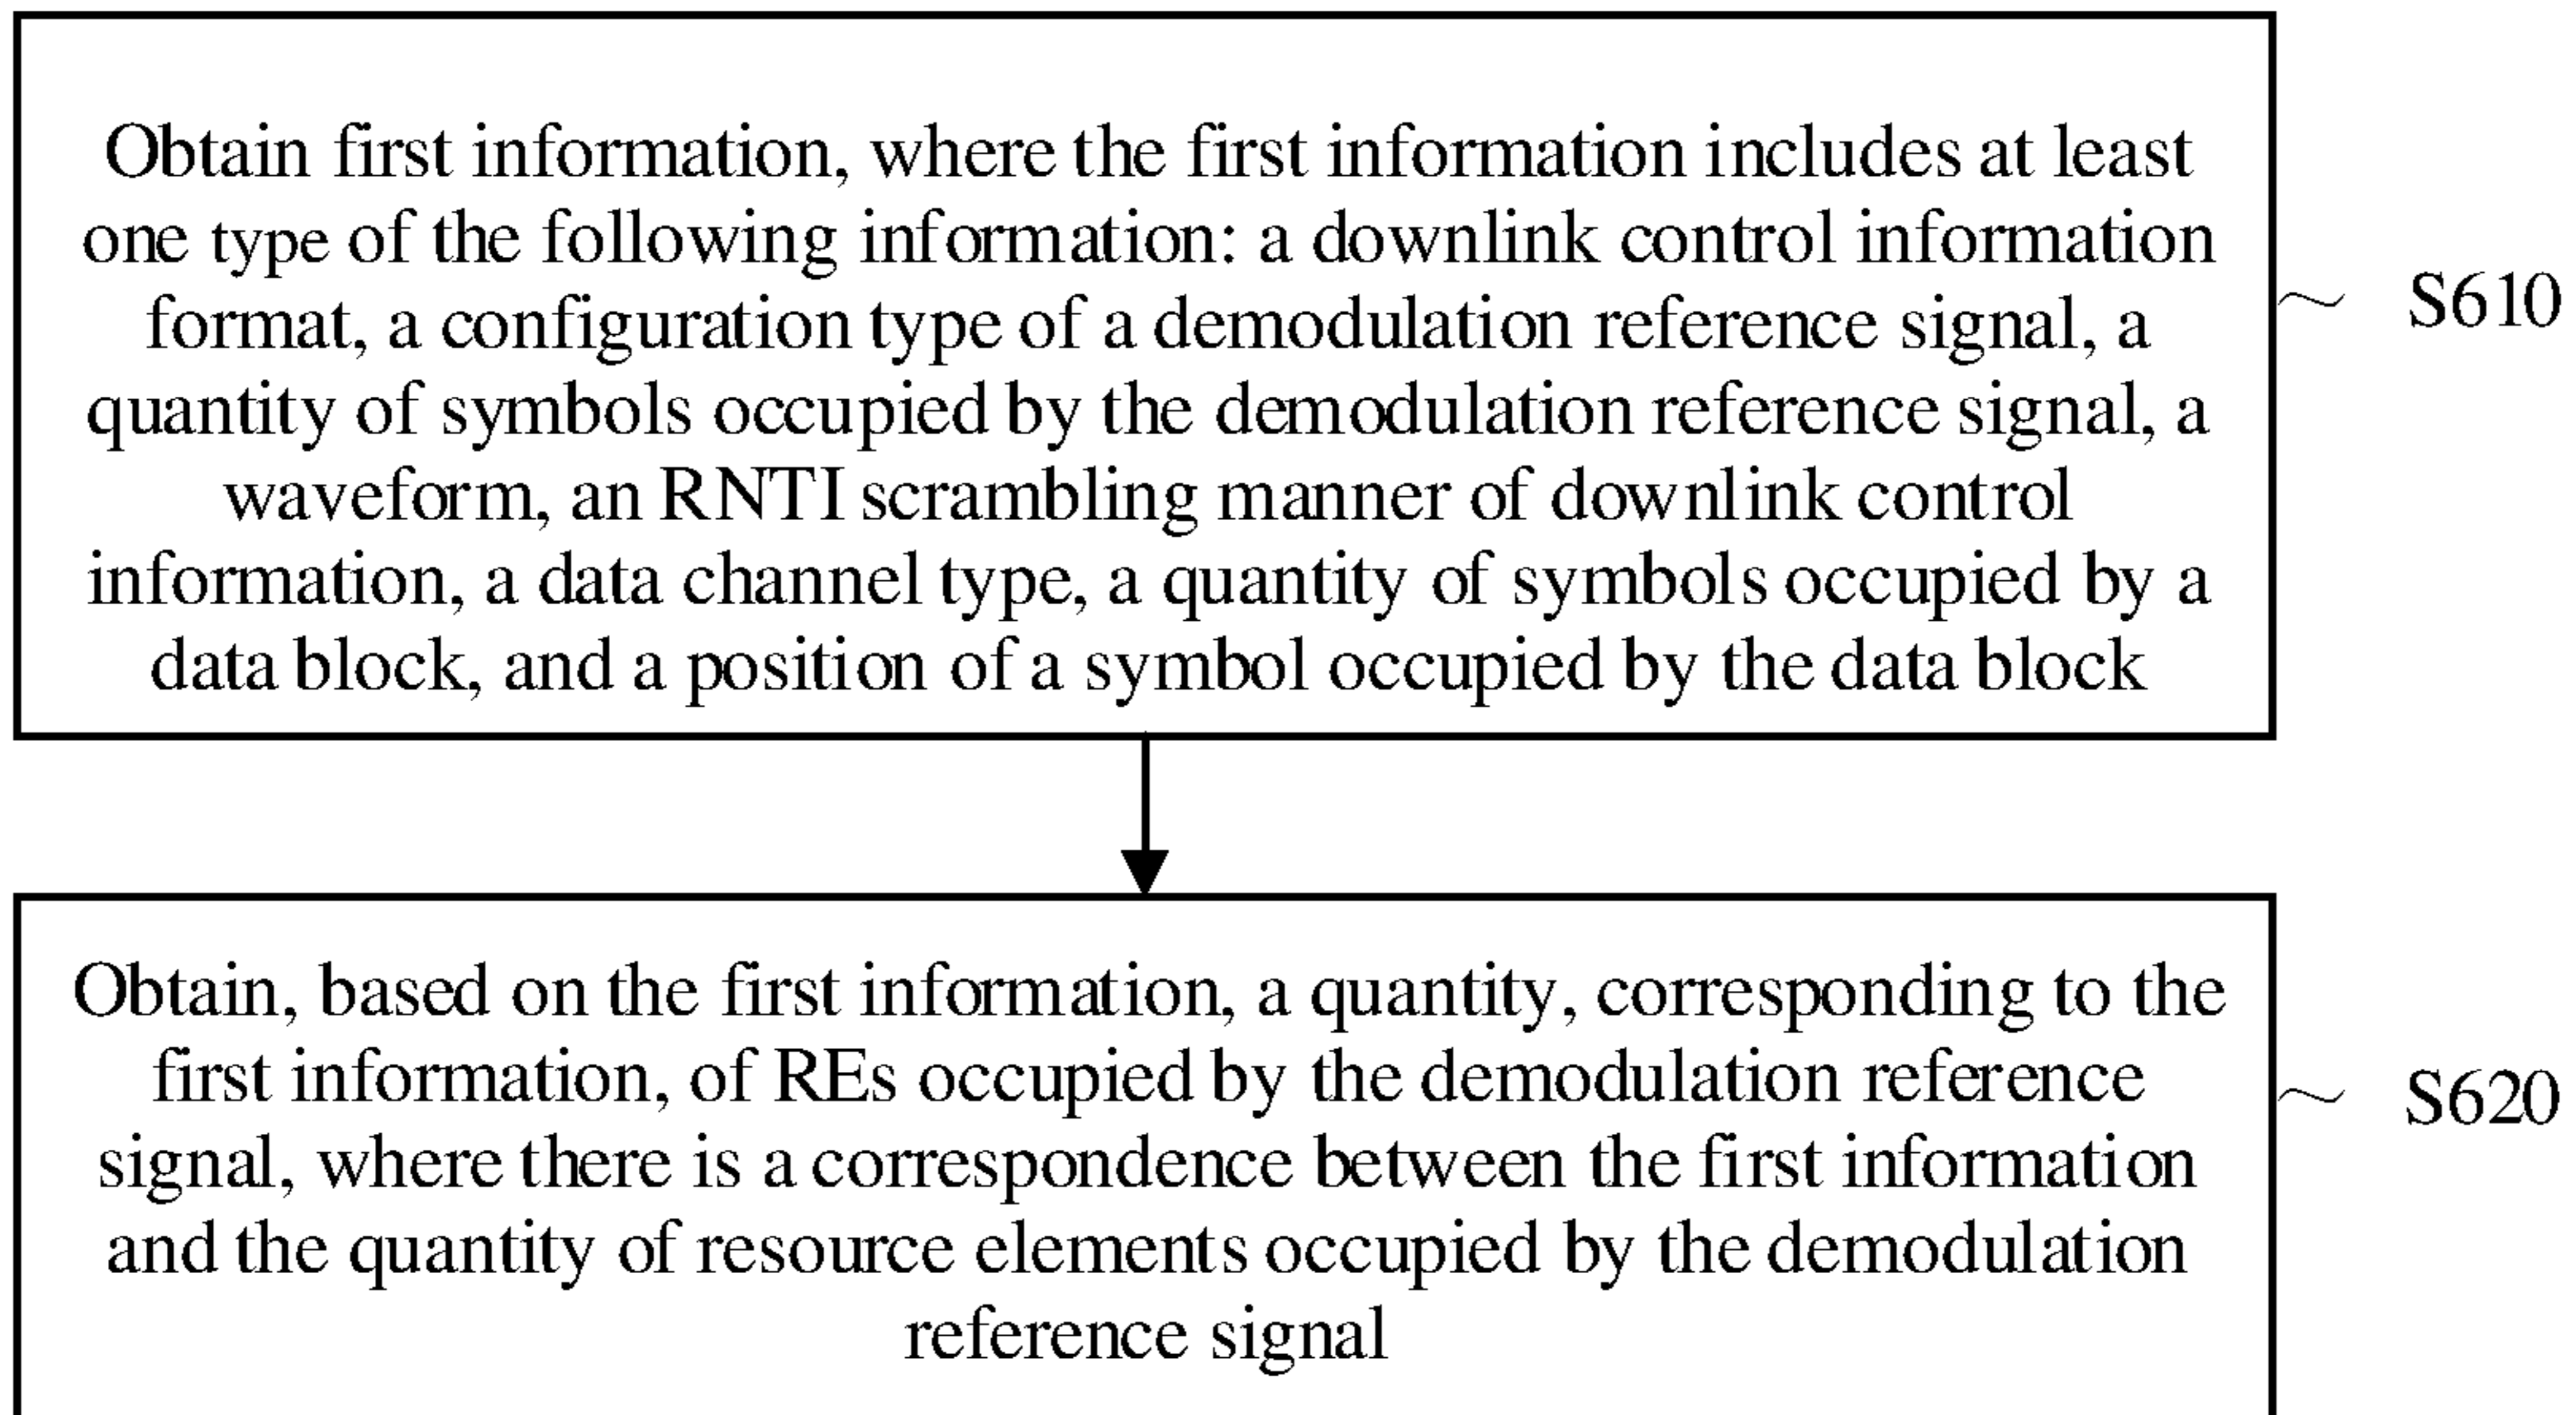 Obtain first information, where the first information includes at least
one type of the following information: a downlink control information
format, a configuration type of a demodulation reference signal, a
quantity of symbols occupied by the demodulation reference signal, a
waveform, an RNTI scrambling manner of downlink control
information, a data channel type, a quantity of symbols occupied by a
data block, and a position of a symbol occupied by the data block
S610
Obtain, based on the first information, a quantity, corresponding to the
first information, of REs occupied by the demodulation reference
signal, where there is a correspondence between the first information
and the quantity of resource elements occupied by the demodulation
reference signal
S620